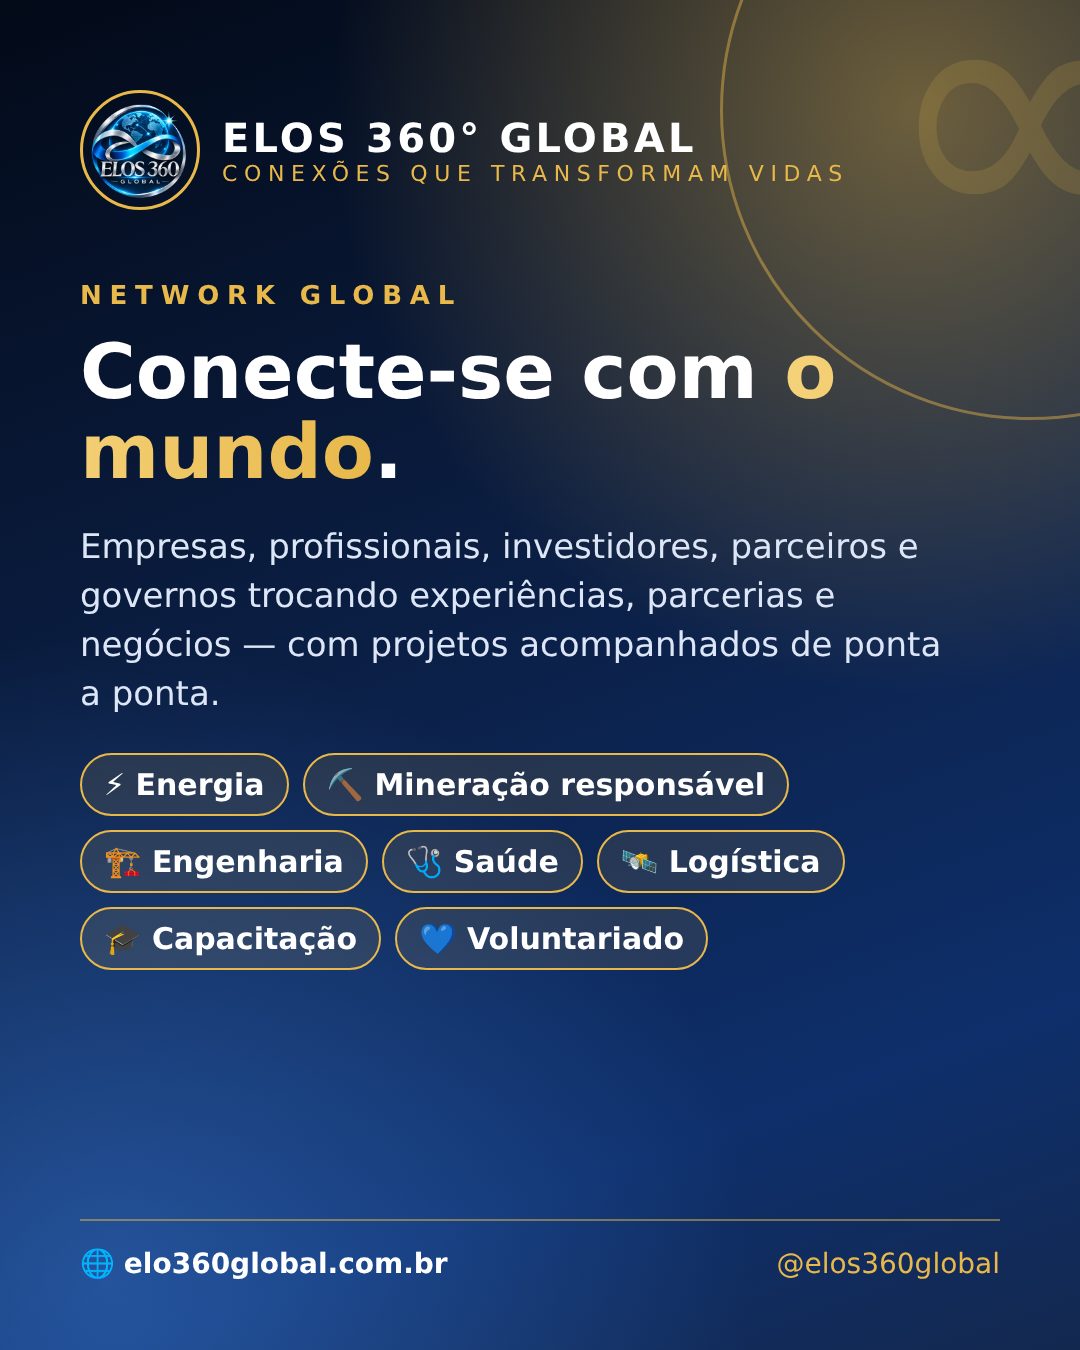 ELOS 360
GLOBAL
ELOS 360° GLOBAL
CONEXÕES QUE TRANSFORMAM VIDAS
NETWORK GLOBAL
Conecte-se com o
mundo.
Empresas, profissionais, investidores, parceiros e
governos trocando experiências, parcerias e
negócios — com projetos acompanhados de ponta
a ponta.
⚡ Energia
⛏️ Mineração responsável
🏗️ Engenharia
🩺 Saúde
🛰️ Logística
🎓 Capacitação
💙 Voluntariado
🌐 elo360global.com.br
@elos360global